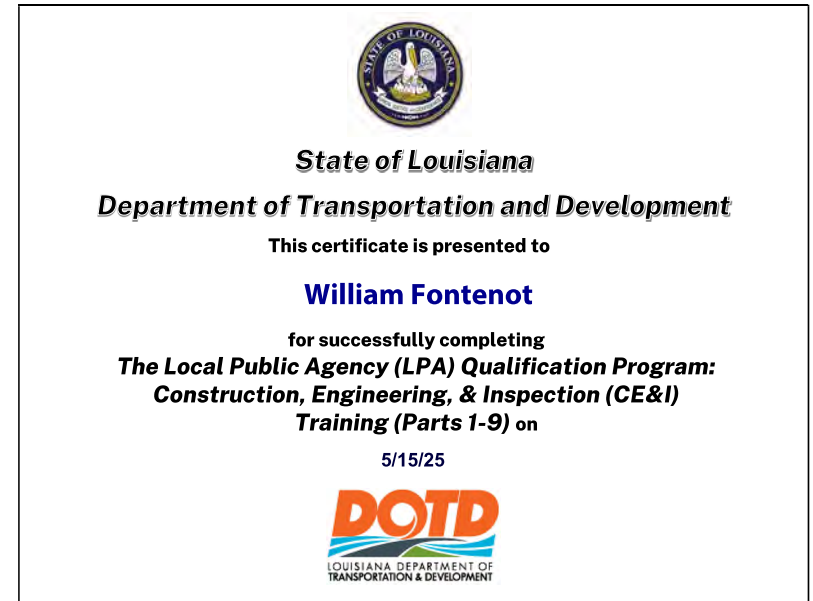 STATE OF LOUISIANA
State of Louisiana
Department of Transportation and Development
This certificate is presented to
William Fontenot
for successfully completing
The Local Public Agency (LPA) Qualification Program:
Construction, Engineering, & Inspection (CE&I)
Training (Parts 1-9) on
5/15/25
DOTD
LOUISIANA DEPARTMENT OF
TRANSPORTATION & DEVELOPMENT